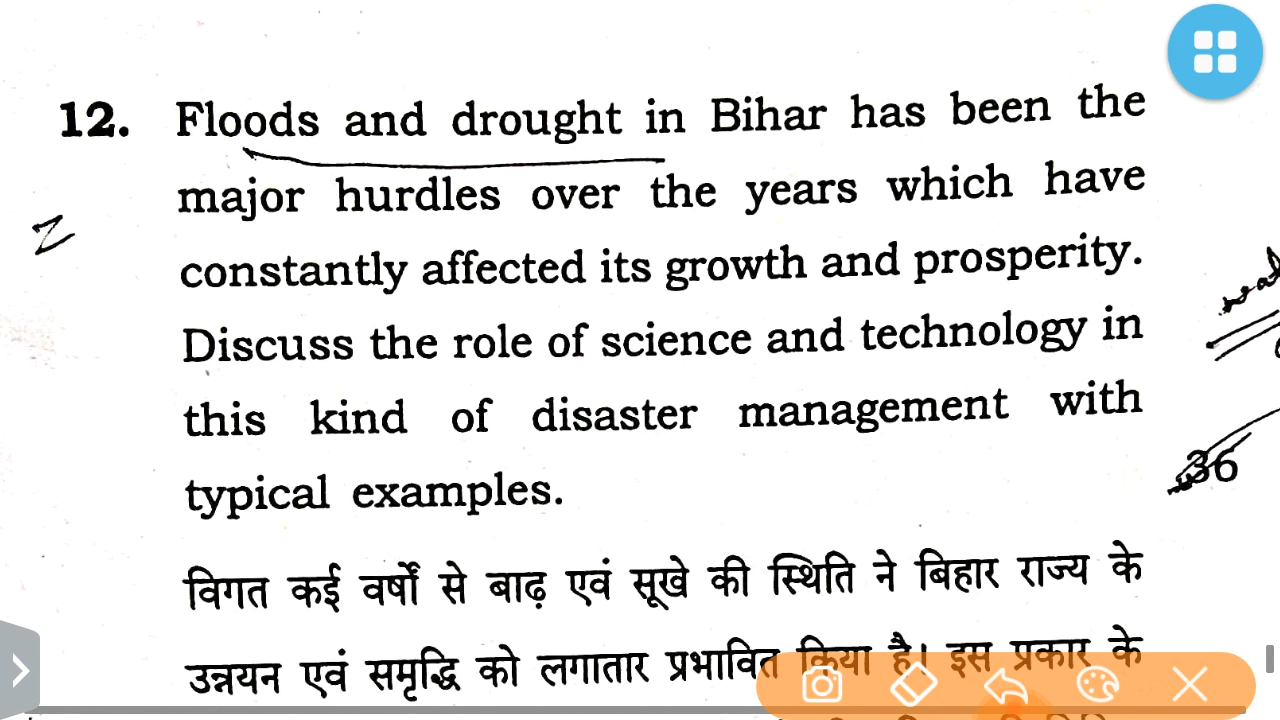 12. Floods and drought in Bihar has been the
major hurdles over the years which have
constantly affected its growth and prosperity.
Discuss the role of science and technology in
this kind of disaster management with
typical examples.
36
विगत कई वर्षों से बाढ़ एवं सूखे की स्थिति ने बिहार राज्य के
उन्नयन एवं समृद्धि को लगातार प्रभावित किया है। इस प्रकार के